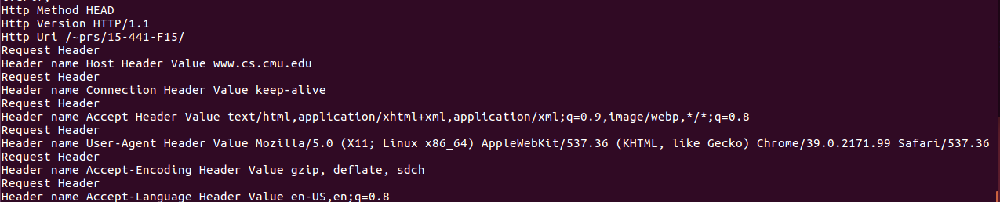 Http Method HEAD
Http Version HTTP/1.1
Http Uri /~prs/15-441-F15/
Request Header
Header name Host Header Value www.cs.cmu.edu
Request Header
Header name Connection Header Value keep-alive
Request Header
Header name Accept Header Value text/html,application/xhtml+xml,application/xml;q=0.9,image/webp,*/*;q=0.8
Request Header
Header name User-Agent Header Value Mozilla/5.0 (X11; Linux x86_64) AppleWebKit/537.36 (KHTML, like Gecko) Chrome/39.0.2171.99 Safari/537.36
Request Header
Header name Accept-Encoding Header Value gzip, deflate, sdch
Request Header
Header name Accept-Language Header Value en-US,en;q=0.8